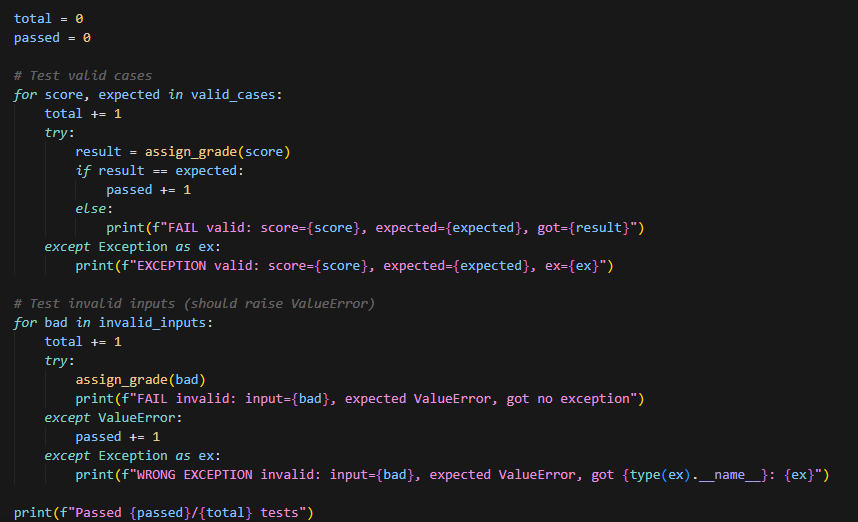 total = 0
passed = 0

# Test valid cases
for score, expected in valid_cases:
    total += 1
    try:
        result = assign_grade(score)
        if result == expected:
            passed += 1
        else:
            print(f"FAIL valid: score={score}, expected={expected}, got={result}")
    except Exception as ex:
        print(f"EXCEPTION valid: score={score}, expected={expected}, ex={ex}")

# Test invalid inputs (should raise ValueError)
for bad in invalid_inputs:
    total += 1
    try:
        assign_grade(bad)
        print(f"FAIL invalid: input={bad}, expected ValueError, got no exception")
    except ValueError:
        passed += 1
    except Exception as ex:
        print(f"WRONG EXCEPTION invalid: input={bad}, expected ValueError, got {type(ex).__name__}: {ex}")

print(f"Passed {passed}/{total} tests")